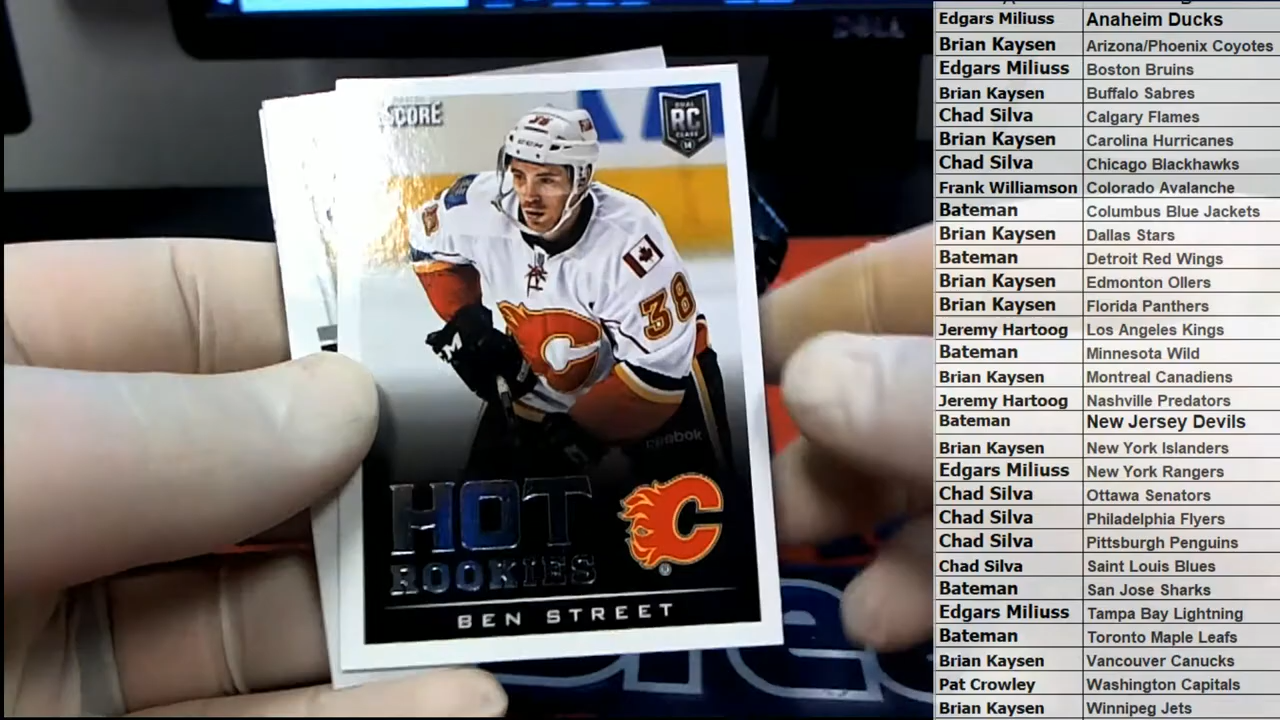 DELL
SCORE
DUAL
RC
CLASS
38
38
CCM
Reebok
HOT
ROOKIES
BEN STREET
Edgars Miliuss Anaheim Ducks
Brian Kaysen Arizona/Phoenix Coyotes
Edgars Miliuss Boston Bruins
Brian Kaysen Buffalo Sabres
Chad Silva Calgary Flames
Brian Kaysen Carolina Hurricanes
Chad Silva Chicago Blackhawks
Frank Williamson Colorado Avalanche
Bateman Columbus Blue Jackets
Brian Kaysen Dallas Stars
Bateman Detroit Red Wings
Brian Kaysen Edmonton Ollers
Brian Kaysen Florida Panthers
Jeremy Hartoog Los Angeles Kings
Bateman Minnesota Wild
Brian Kaysen Montreal Canadiens
Jeremy Hartoog Nashville Predators
Bateman New Jersey Devils
Brian Kaysen New York Islanders
Edgars Miliuss New York Rangers
Chad Silva Ottawa Senators
Chad Silva Philadelphia Flyers
Chad Silva Pittsburgh Penguins
Chad Silva Saint Louis Blues
Bateman San Jose Sharks
Edgars Miliuss Tampa Bay Lightning
Bateman Toronto Maple Leafs
Brian Kaysen Vancouver Canucks
Pat Crowley Washington Capitals
Brian Kaysen Winnipeg Jets